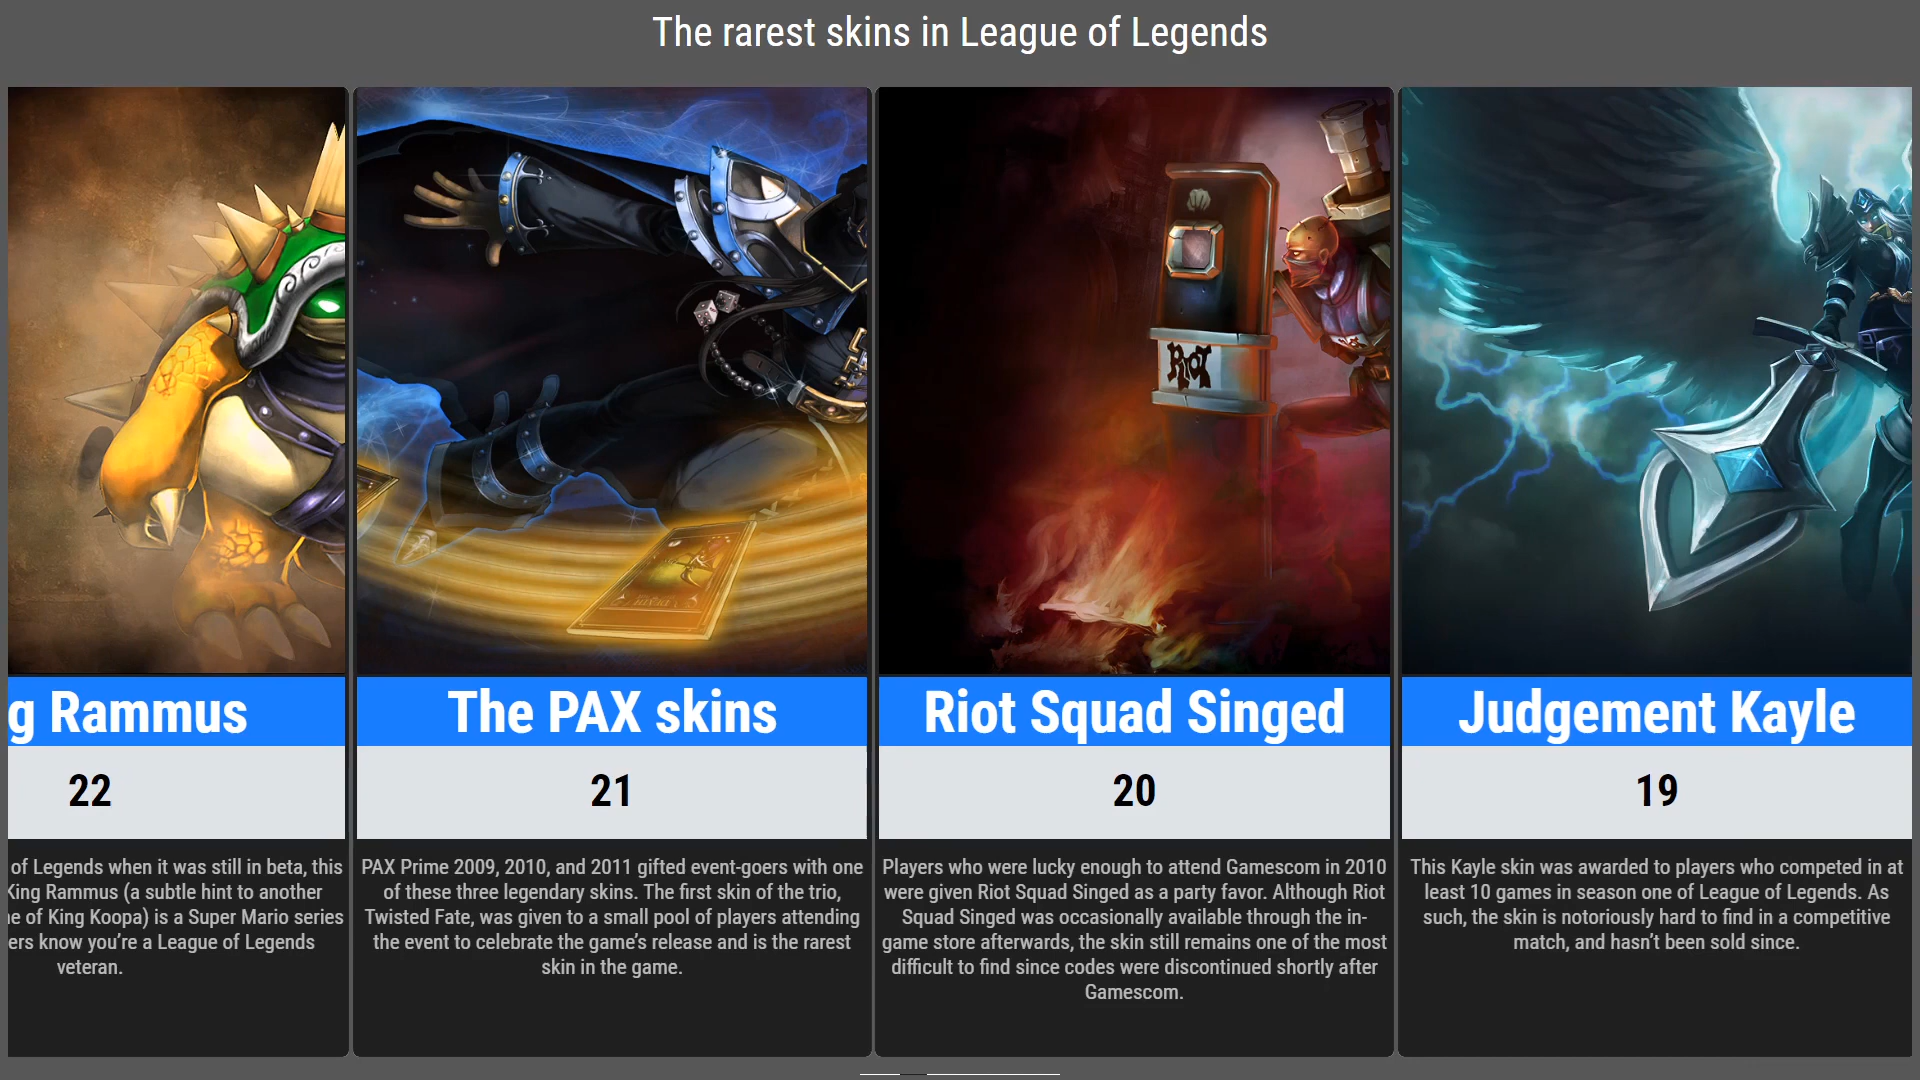 The rarest skins in League of Legends
RIOT
g Rammus
22
of Legends when it was still in beta, this
King Rammus (a subtle hint to another
e of King Koopa) is a Super Mario series
ers know you’re a League of Legends
veteran.
The PAX skins
21
PAX Prime 2009, 2010, and 2011 gifted event-goers with one
of these three legendary skins. The first skin of the trio,
Twisted Fate, was given to a small pool of players attending
the event to celebrate the game’s release and is the rarest
skin in the game.
Riot Squad Singed
20
Players who were lucky enough to attend Gamescom in 2010
were given Riot Squad Singed as a party favor. Although Riot
Squad Singed was occasionally available through the in-
game store afterwards, the skin still remains one of the most
difficult to find since codes were discontinued shortly after
Gamescom.
Judgement Kayle
19
This Kayle skin was awarded to players who competed in at
least 10 games in season one of League of Legends. As
such, the skin is notoriously hard to find in a competitive
match, and hasn’t been sold since.